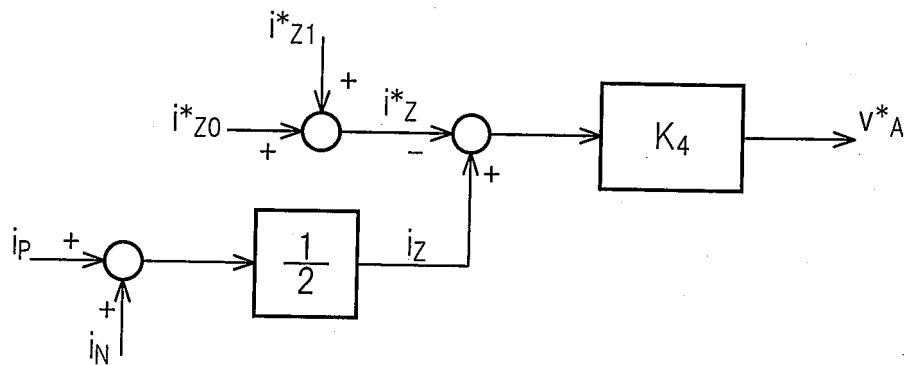 i*Z1
+
i*Z0
+
i*Z
−
+
K4
v*A
iP
+
+
iN
1
2
iZ